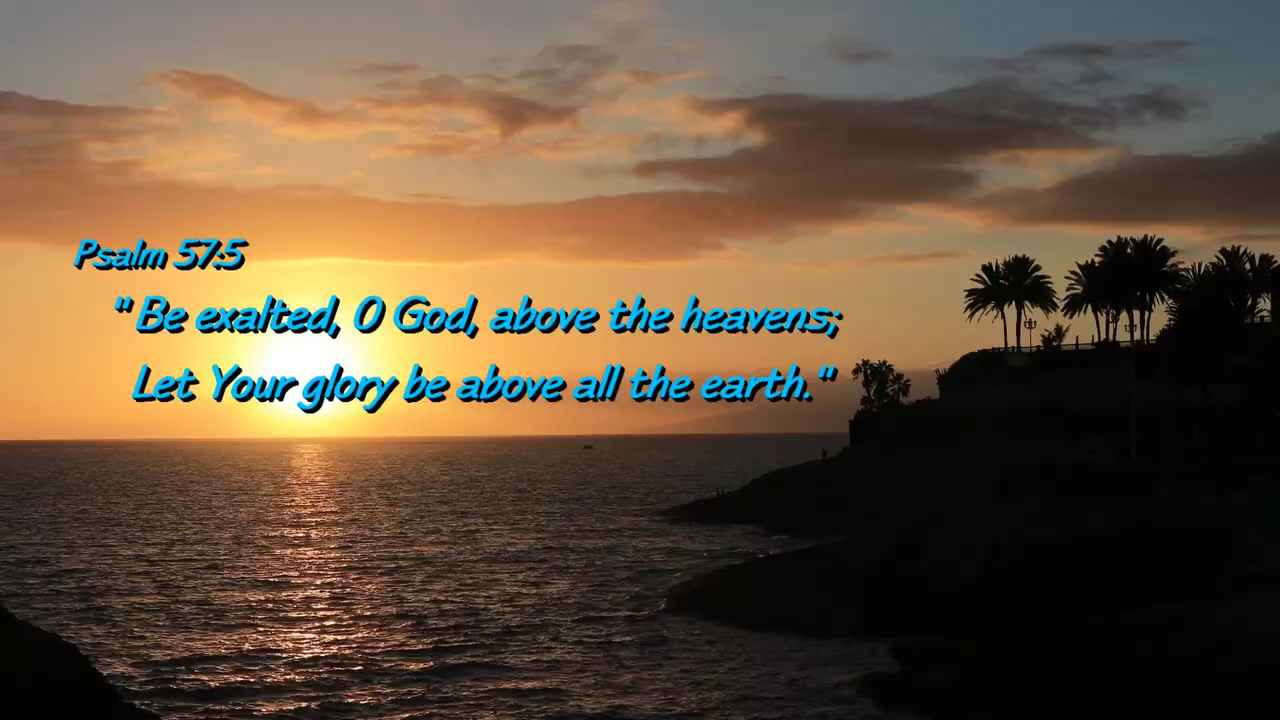 Psalm 57:5
"Be exalted, O God, above the heavens;
Let Your glory be above all the earth."